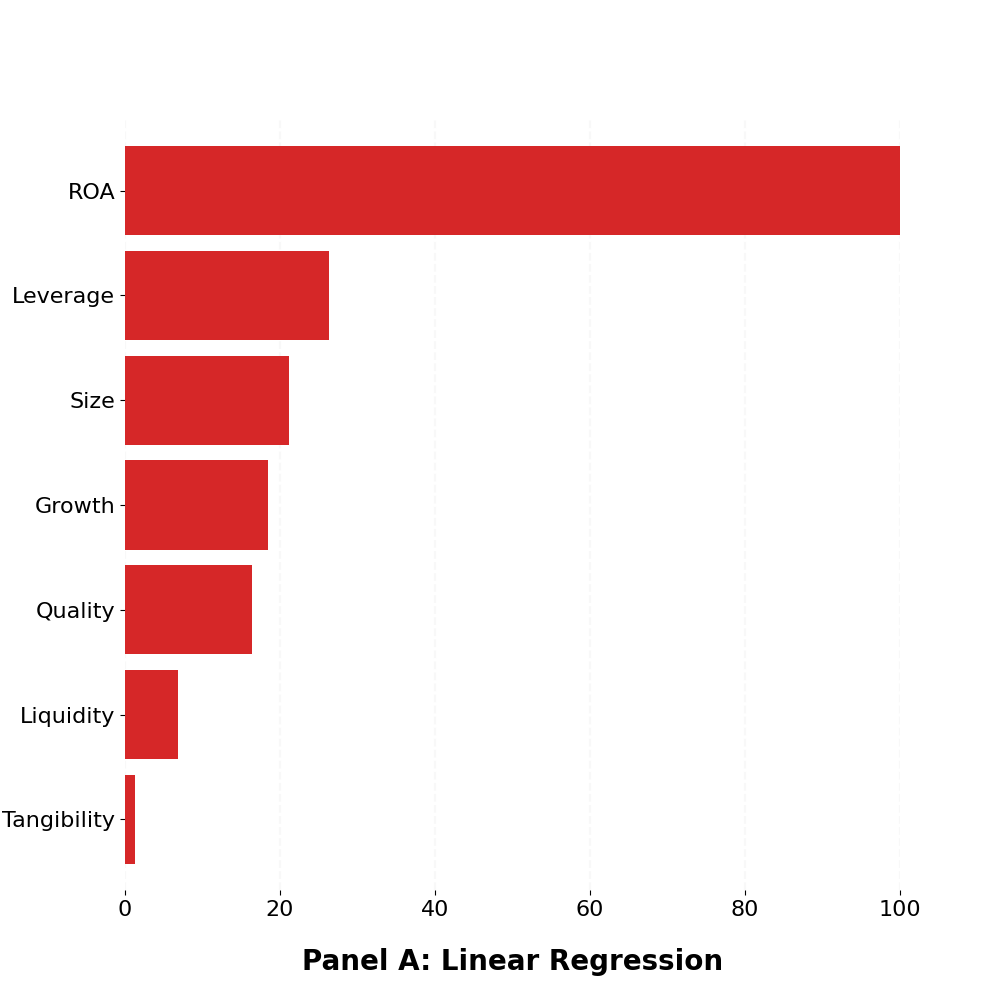 ROA
Leverage
Size
Growth
Quality
Liquidity
Tangibility
0 20 40 60 80 100
Panel A: Linear Regression